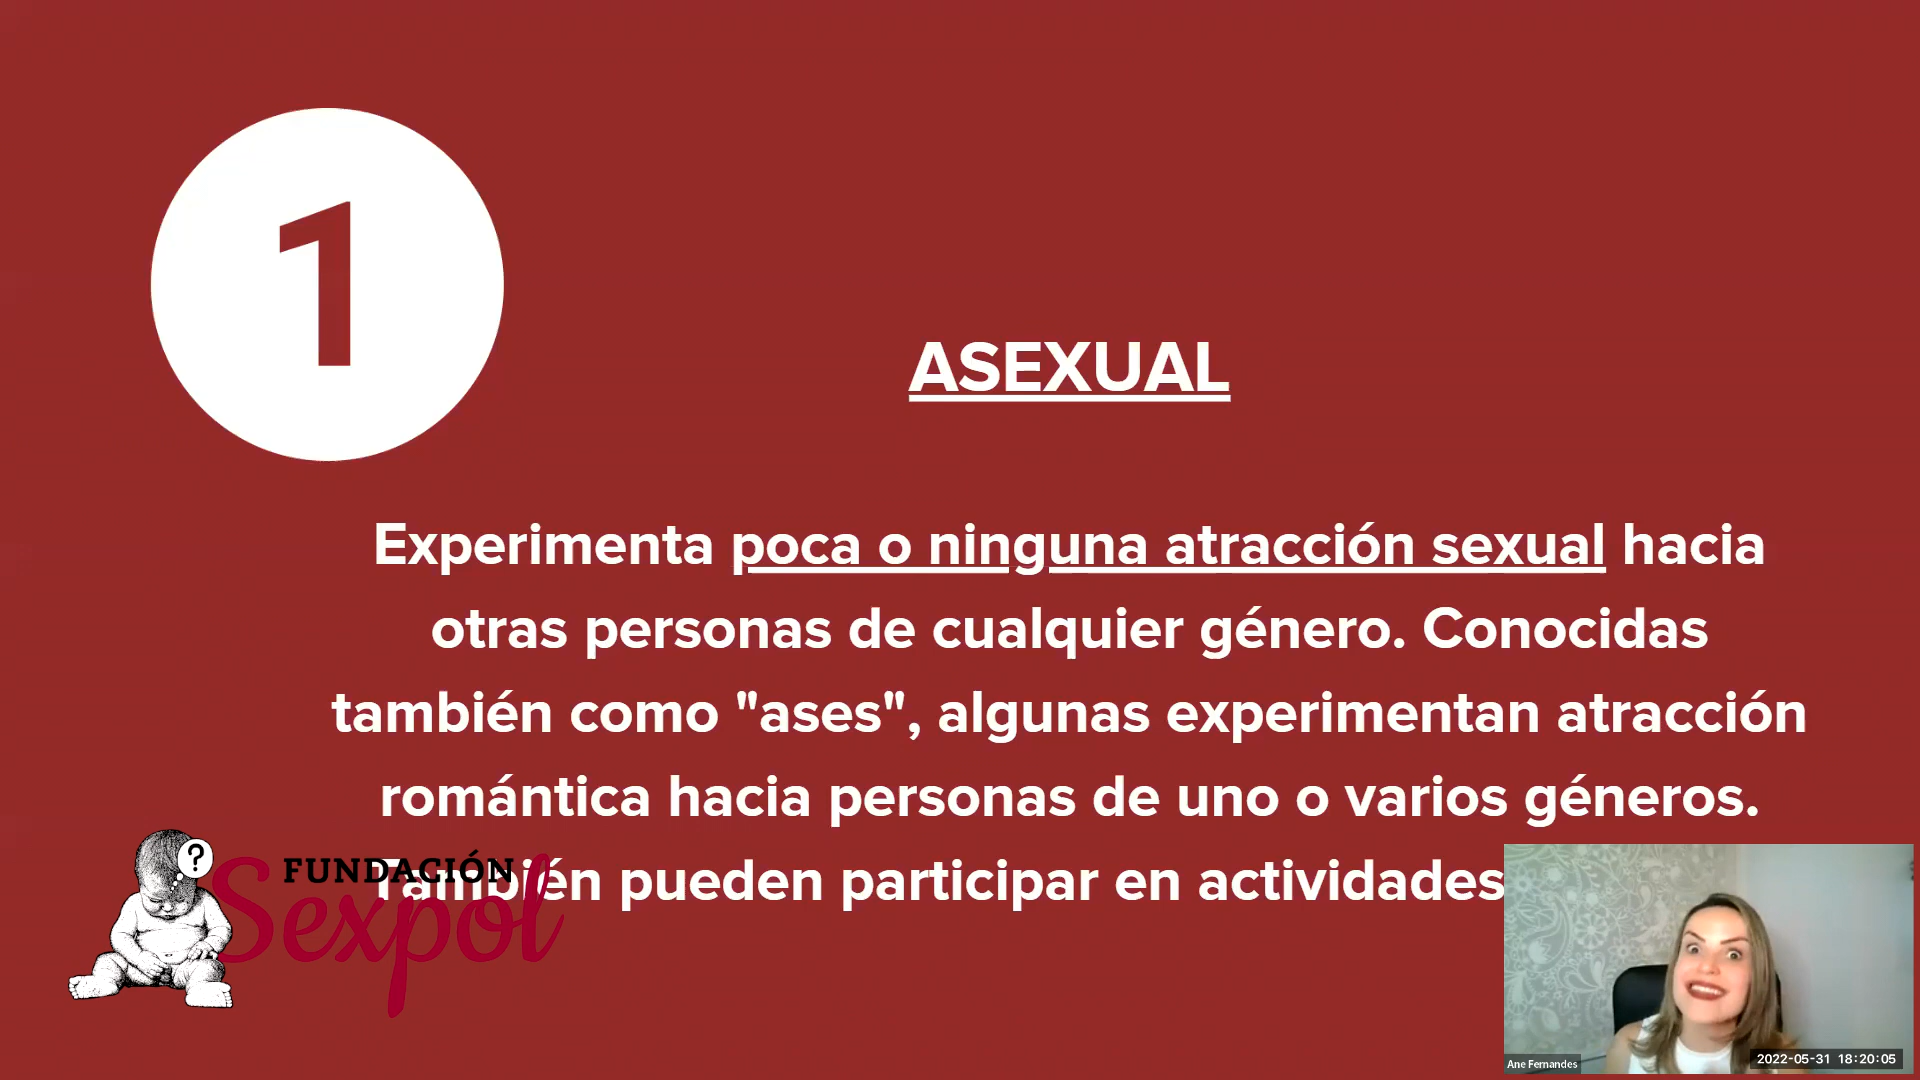 1
ASEXUAL
Experimenta poca o ninguna atracción sexual hacia
otras personas de cualquier género. Conocidas
también como "ases", algunas experimentan atracción
romántica hacia personas de uno o varios géneros.
También pueden participar en actividades
?
FUNDACIÓN
Sexpol
Ane Fernandes
2022-05-31 18:20:05